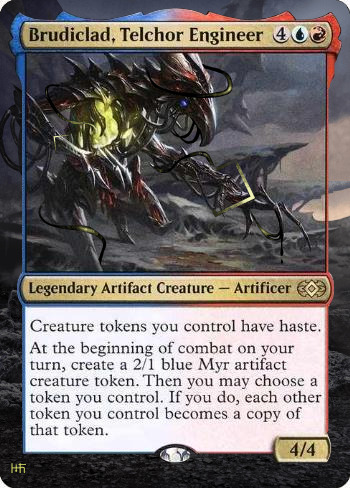 Brudiclad, Telchor Engineer 4
Legendary Artifact Creature — Artificer
Creature tokens you control have haste.
At the beginning of combat on your
turn, create a 2/1 blue Myr artifact
creature token. Then you may choose a
token you control. If you do, each other
token you control becomes a copy of
that token.
4/4